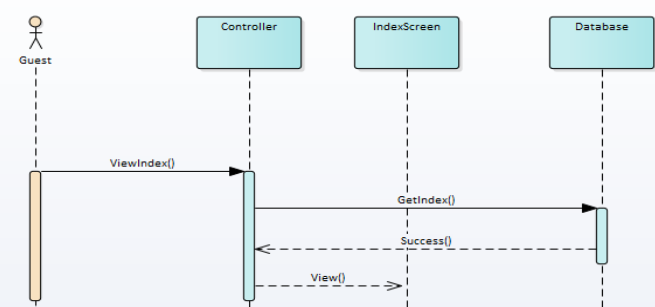 Controller
IndexScreen
Database
Guest
ViewIndex()
GetIndex()
Success()
View()